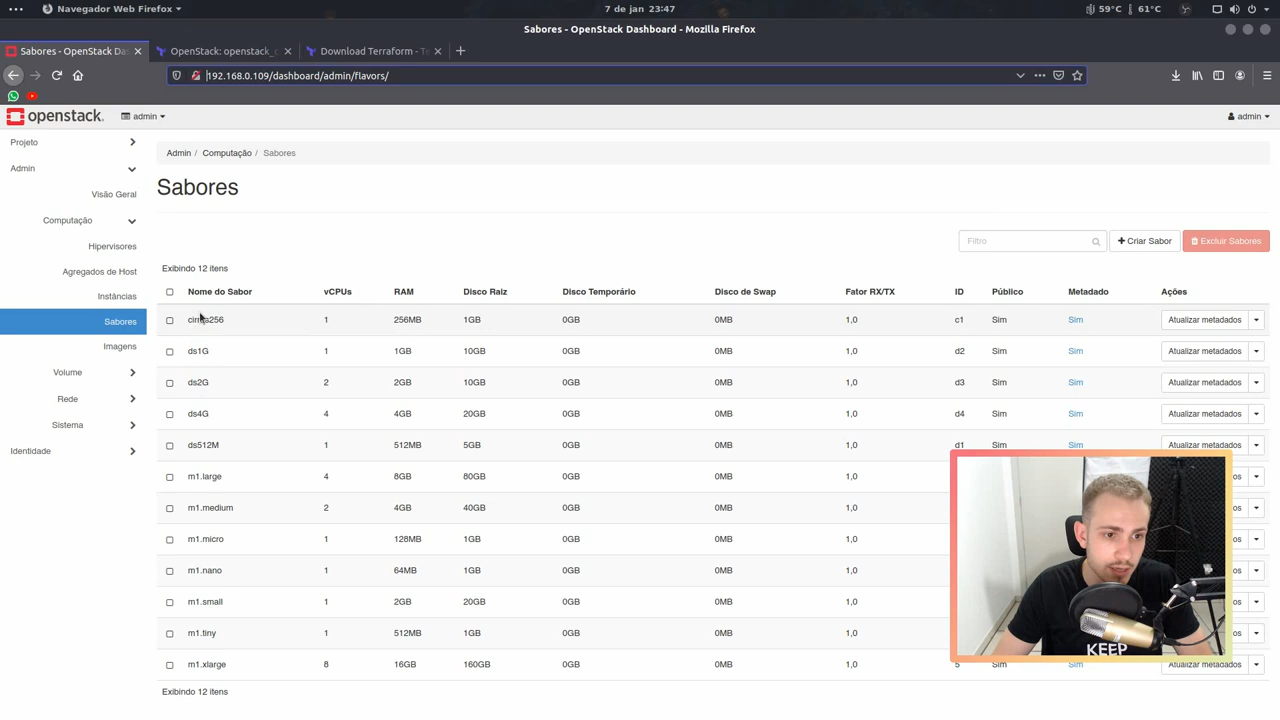 Navegador Web Firefox
7 de jan 23:47
59°C 61°C
Sabores - OpenStack Dashboard - Mozilla Firefox
Sabores - OpenStack Das
OpenStack: openstack_c
Download Terraform - Te
192.168.0.109/dashboard/admin/flavors/
openstack. admin admin
Projeto
Admin
Visão Geral
Computação
Hipervisores
Agregados de Host
Instâncias
Sabores
Imagens
Volume
Rede
Sistema
Identidade
Admin / Computação / Sabores
Sabores
Filtro
Criar Sabor
Excluir Sabores
Exibindo 12 itens
Nome do Sabor vCPUs RAM Disco Raiz Disco Temporário Disco de Swap Fator RX/TX ID Público Metadado Ações
cirros256 1 256MB 1GB 0GB 0MB 1,0 c1 Sim Sim Atualizar metadados
ds1G 1 1GB 10GB 0GB 0MB 1,0 d2 Sim Sim Atualizar metadados
ds2G 2 2GB 10GB 0GB 0MB 1,0 d3 Sim Sim Atualizar metadados
ds4G 4 4GB 20GB 0GB 0MB 1,0 d4 Sim Sim Atualizar metadados
ds512M 1 512MB 5GB 0GB 0MB 1,0 d1 Sim Sim Atualizar metadados
m1.large 4 8GB 80GB 0GB 0MB 1,0 os
m1.medium 2 4GB 40GB 0GB 0MB 1,0 os
m1.micro 1 128MB 1GB 0GB 0MB 1,0 os
m1.nano 1 64MB 1GB 0GB 0MB 1,0 os
m1.small 1 2GB 20GB 0GB 0MB 1,0 os
m1.tiny 1 512MB 1GB 0GB 0MB 1,0 os
m1.xlarge 8 16GB 160GB 0GB 0MB 1,0 5 Sim Sim Atualizar metadados
Exibindo 12 itens
KEEP